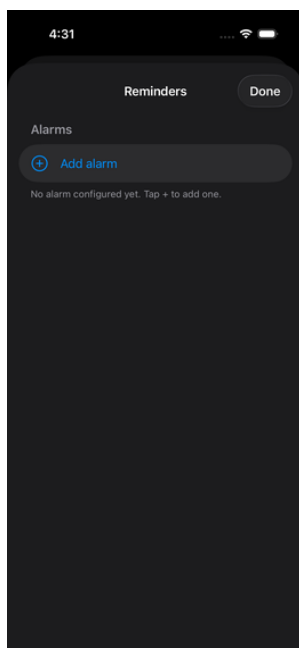 4:31
Reminders
Done
Alarms
Add alarm
No alarm configured yet. Tap + to add one.